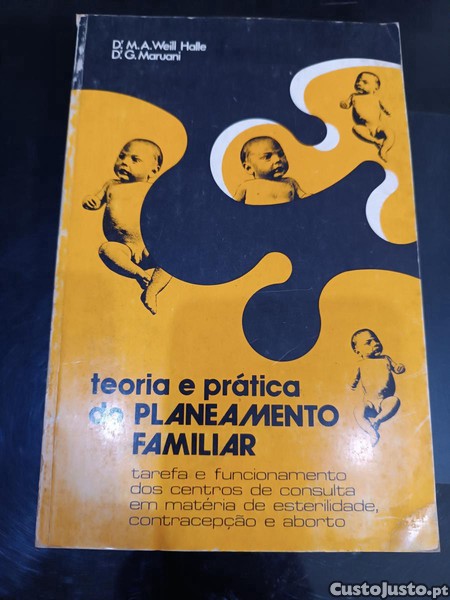 Dr. M.A. Weill Halle
Dr. G. Maruani
teoria e prática
do PLANEAMENTO
FAMILIAR
tarefa e funcionamento
dos centros de consulta
em matéria de esterilidade,
contracepção e aborto
CustoJusto.pt